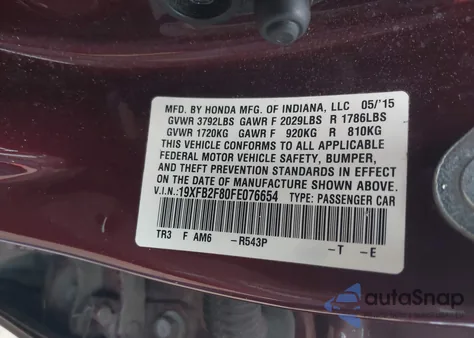 MFD. BY HONDA MFG. OF INDIANA, LLC 05/'15
GVWR 3792LBS GAWR F 2029LBS R 1786LBS
GVWR 1720KG GAWR F 920KG R 810KG
THIS VEHICLE CONFORMS TO ALL APPLICABLE
FEDERAL MOTOR VEHICLE SAFETY, BUMPER,
AND THEFT PREVENTION STANDARDS IN EFFECT
ON THE DATE OF MANUFACTURE SHOWN ABOVE.
V.I.N.: 19XFB2F80FE076654 TYPE: PASSENGER CAR
TR3 F AM6 -R543P -T -E
autoSnap